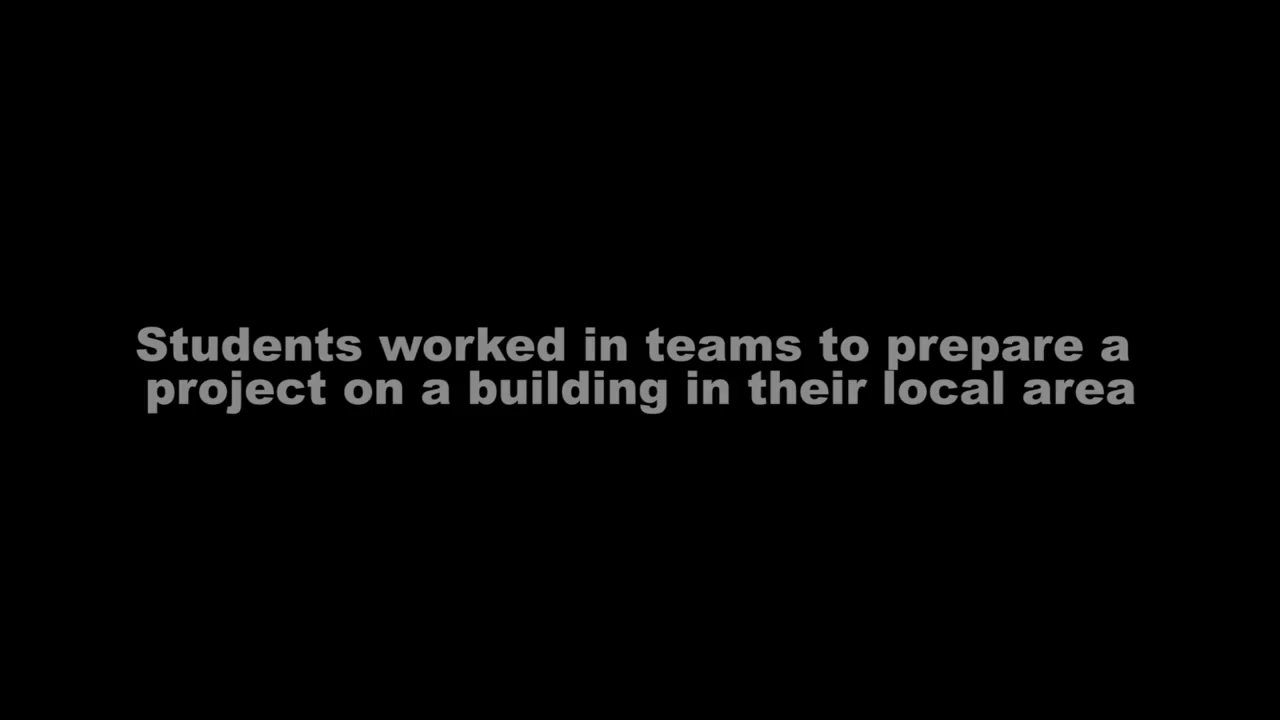 Students worked in teams to prepare a
project on a building in their local area